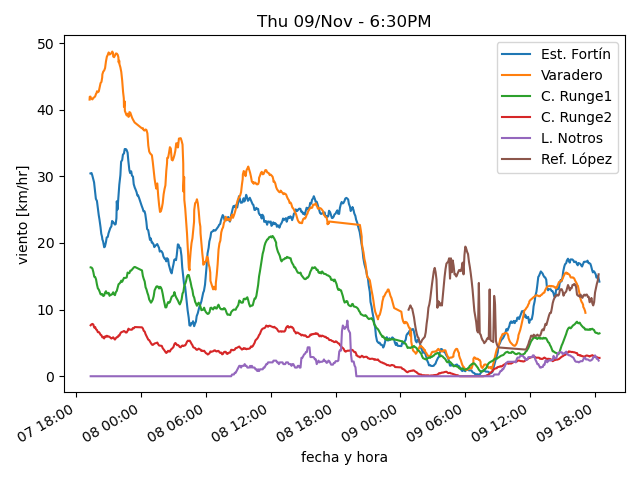 Thu 09/Nov - 6:30PM
viento [km/hr]
50
40
30
20
10
0
Est. Fortín
Varadero
C. Runge1
C. Runge2
L. Notros
Ref. López
07 18:00
08 00:00
08 06:00
08 12:00
08 18:00
09 00:00
09 06:00
09 12:00
09 18:00
fecha y hora